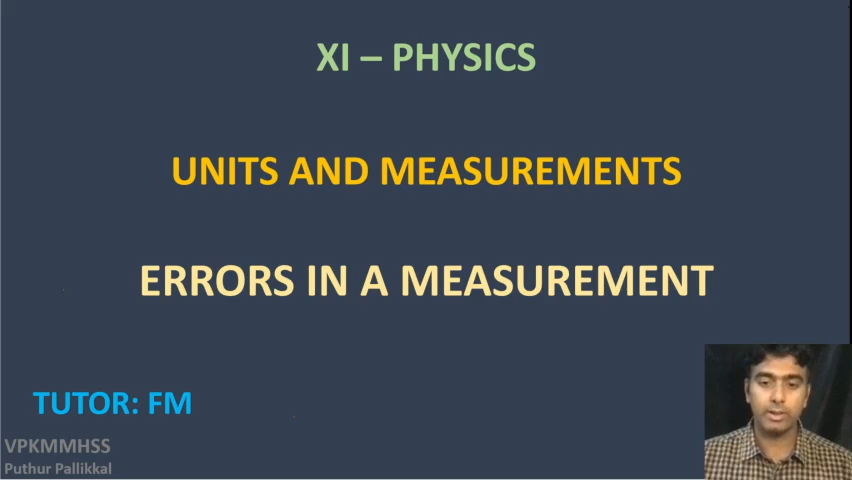 XI – PHYSICS
UNITS AND MEASUREMENTS
ERRORS IN A MEASUREMENT
TUTOR: FM
VPKMMHSS
Puthur Pallikkal